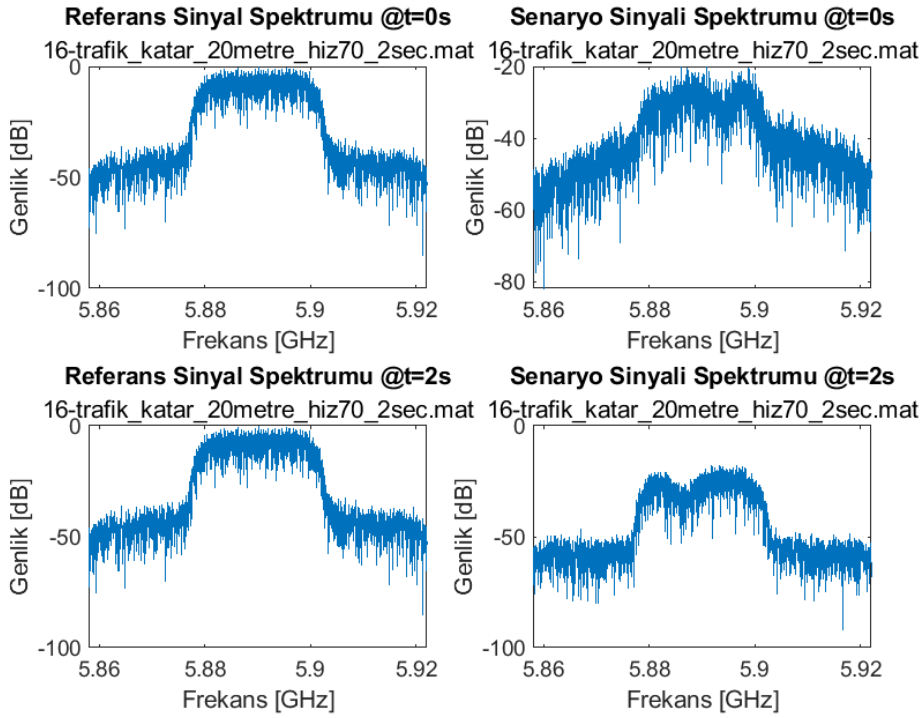 Referans Sinyal Spektrumu @t=0s
16-trafik_katar_20metre_hiz70_2sec.mat
0
-50
-100
Genlik [dB]
5.86
5.88
5.9
5.92
Frekans [GHz]
Senaryo Sinyali Spektrumu @t=0s
16-trafik_katar_20metre_hiz70_2sec.mat
-20
-40
-60
-80
Genlik [dB]
5.86
5.88
5.9
5.92
Frekans [GHz]
Referans Sinyal Spektrumu @t=2s
16-trafik_katar_20metre_hiz70_2sec.mat
0
-50
-100
Genlik [dB]
5.86
5.88
5.9
5.92
Frekans [GHz]
Senaryo Sinyali Spektrumu @t=2s
16-trafik_katar_20metre_hiz70_2sec.mat
0
-50
-100
Genlik [dB]
5.86
5.88
5.9
5.92
Frekans [GHz]